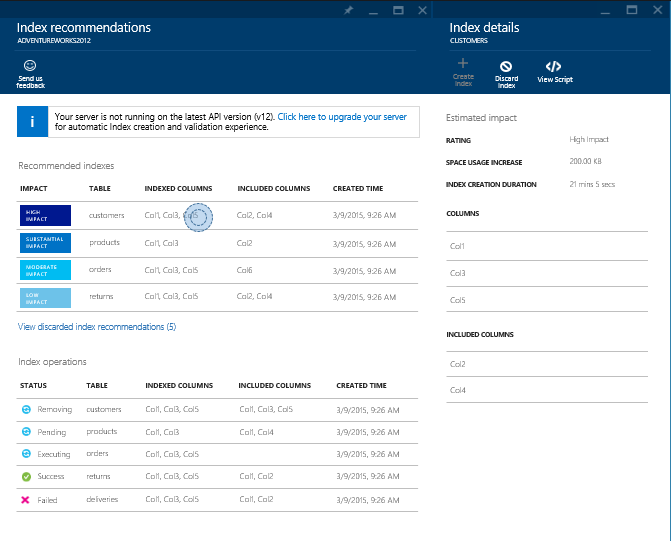 Index recommendations
ADVENTUREWORKS2012
Send us
feedback
i
Your server is not running on the latest API version (v12). Click here to upgrade your server
for automatic Index creation and validation experience.
Recommended indexes
IMPACT TABLE INDEXED COLUMNS INCLUDED COLUMNS CREATED TIME
HIGH
IMPACT
customers Col1, Col3, Col5 Col2, Col4 3/9/2015, 9:26 AM
SUBSTANTIAL
IMPACT
products Col1, Col3 Col2 3/9/2015, 9:26 AM
MODERATE
IMPACT
orders Col1, Col3, Col5 Col6 3/9/2015, 9:26 AM
LOW
IMPACT
returns Col1, Col3, Col5 Col2, Col4 3/9/2015, 9:26 AM
View discarded index recommendations (5)
Index operations
STATUS TABLE INDEXED COLUMNS INCLUDED COLUMNS CREATED TIME
Removing customers Col1, Col3, Col5 Col1, Col3, Col5 3/9/2015, 9:26 AM
Pending products Col1, Col3 Col1, Col4 3/9/2015, 9:26 AM
Executing orders Col1, Col3, Col5 3/9/2015, 9:26 AM
Success returns Col1, Col3, Col5 Col1, Col2 3/9/2015, 9:26 AM
Failed deliveries Col1, Col3, Col5 Col1, Col2 3/9/2015, 9:26 AM
Index details
CUSTOMERS
Create
Index
Discard
Index
View Script
Estimated impact
RATING High Impact
SPACE USAGE INCREASE 200.00 KB
INDEX CREATION DURATION 21 mins 5 secs
COLUMNS
Col1
Col3
Col5
INCLUDED COLUMNS
Col2
Col4